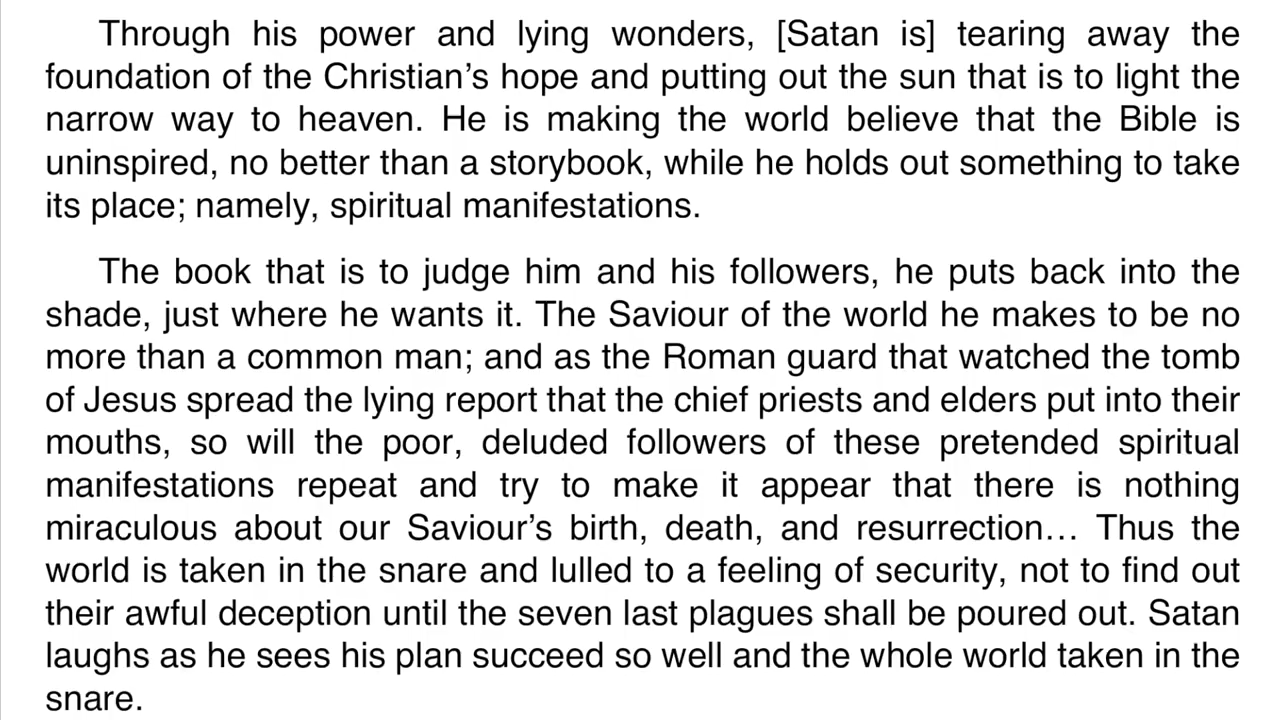 Through his power and lying wonders, [Satan is] tearing away the
foundation of the Christian’s hope and putting out the sun that is to light the
narrow way to heaven. He is making the world believe that the Bible is
uninspired, no better than a storybook, while he holds out something to take
its place; namely, spiritual manifestations.
The book that is to judge him and his followers, he puts back into the
shade, just where he wants it. The Saviour of the world he makes to be no
more than a common man; and as the Roman guard that watched the tomb
of Jesus spread the lying report that the chief priests and elders put into their
mouths, so will the poor, deluded followers of these pretended spiritual
manifestations repeat and try to make it appear that there is nothing
miraculous about our Saviour’s birth, death, and resurrection… Thus the
world is taken in the snare and lulled to a feeling of security, not to find out
their awful deception until the seven last plagues shall be poured out. Satan
laughs as he sees his plan succeed so well and the whole world taken in the
snare.